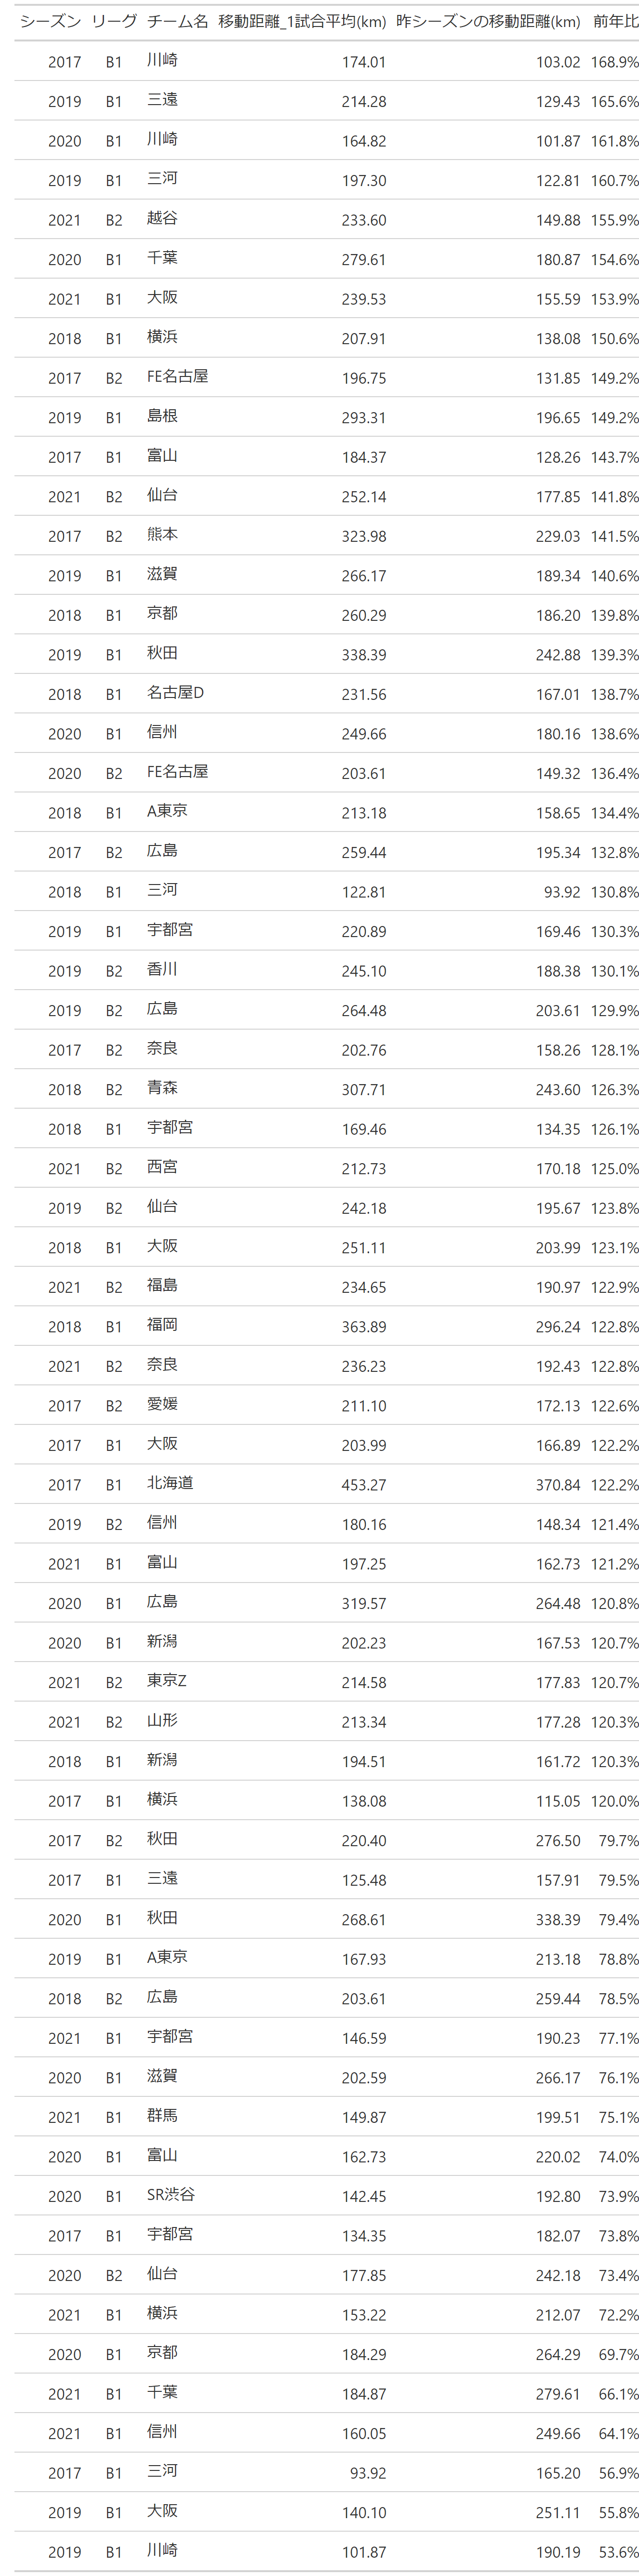 シーズン リーグ チーム名 移動距離_1試合平均(km) 昨シーズンの移動距離(km) 前年比
2017 B1 川崎 174.01 103.02 168.9%
2019 B1 三遠 214.28 129.43 165.6%
2020 B1 川崎 164.82 101.87 161.8%
2019 B1 三河 197.30 122.81 160.7%
2021 B2 越谷 233.60 149.88 155.9%
2020 B1 千葉 279.61 180.87 154.6%
2021 B1 大阪 239.53 155.59 153.9%
2018 B1 横浜 207.91 138.08 150.6%
2017 B2 FE名古屋 196.75 131.85 149.2%
2019 B1 島根 293.31 196.65 149.2%
2017 B1 富山 184.37 128.26 143.7%
2021 B2 仙台 252.14 177.85 141.8%
2017 B2 熊本 323.98 229.03 141.5%
2019 B1 滋賀 266.17 189.34 140.6%
2018 B1 京都 260.29 186.20 139.8%
2019 B1 秋田 338.39 242.88 139.3%
2018 B1 名古屋D 231.56 167.01 138.7%
2020 B1 信州 249.66 180.16 138.6%
2020 B2 FE名古屋 203.61 149.32 136.4%
2018 B1 A東京 213.18 158.65 134.4%
2017 B2 広島 259.44 195.34 132.8%
2018 B1 三河 122.81 93.92 130.8%
2019 B1 宇都宮 220.89 169.46 130.3%
2019 B2 香川 245.10 188.38 130.1%
2019 B2 広島 264.48 203.61 129.9%
2017 B2 奈良 202.76 158.26 128.1%
2018 B2 青森 307.71 243.60 126.3%
2018 B1 宇都宮 169.46 134.35 126.1%
2021 B2 西宮 212.73 170.18 125.0%
2019 B2 仙台 242.18 195.67 123.8%
2018 B1 大阪 251.11 203.99 123.1%
2021 B2 福島 234.65 190.97 122.9%
2018 B1 福岡 363.89 296.24 122.8%
2021 B2 奈良 236.23 192.43 122.8%
2017 B2 愛媛 211.10 172.13 122.6%
2017 B1 大阪 203.99 166.89 122.2%
2017 B1 北海道 453.27 370.84 122.2%
2019 B2 信州 180.16 148.34 121.4%
2021 B1 富山 197.25 162.73 121.2%
2020 B1 広島 319.57 264.48 120.8%
2020 B1 新潟 202.23 167.53 120.7%
2021 B2 東京Z 214.58 177.83 120.7%
2021 B2 山形 213.34 177.28 120.3%
2018 B1 新潟 194.51 161.72 120.3%
2017 B1 横浜 138.08 115.05 120.0%
2017 B2 秋田 220.40 276.50 79.7%
2017 B1 三遠 125.48 157.91 79.5%
2020 B1 秋田 268.61 338.39 79.4%
2019 B1 A東京 167.93 213.18 78.8%
2018 B2 広島 203.61 259.44 78.5%
2021 B1 宇都宮 146.59 190.23 77.1%
2020 B1 滋賀 202.59 266.17 76.1%
2021 B1 群馬 149.87 199.51 75.1%
2020 B1 富山 162.73 220.02 74.0%
2020 B1 SR渋谷 142.45 192.80 73.9%
2017 B1 宇都宮 134.35 182.07 73.8%
2020 B2 仙台 177.85 242.18 73.4%
2021 B1 横浜 153.22 212.07 72.2%
2020 B1 京都 184.29 264.29 69.7%
2021 B1 千葉 184.87 279.61 66.1%
2021 B1 信州 160.05 249.66 64.1%
2017 B1 三河 93.92 165.20 56.9%
2019 B1 大阪 140.10 251.11 55.8%
2019 B1 川崎 101.87 190.19 53.6%